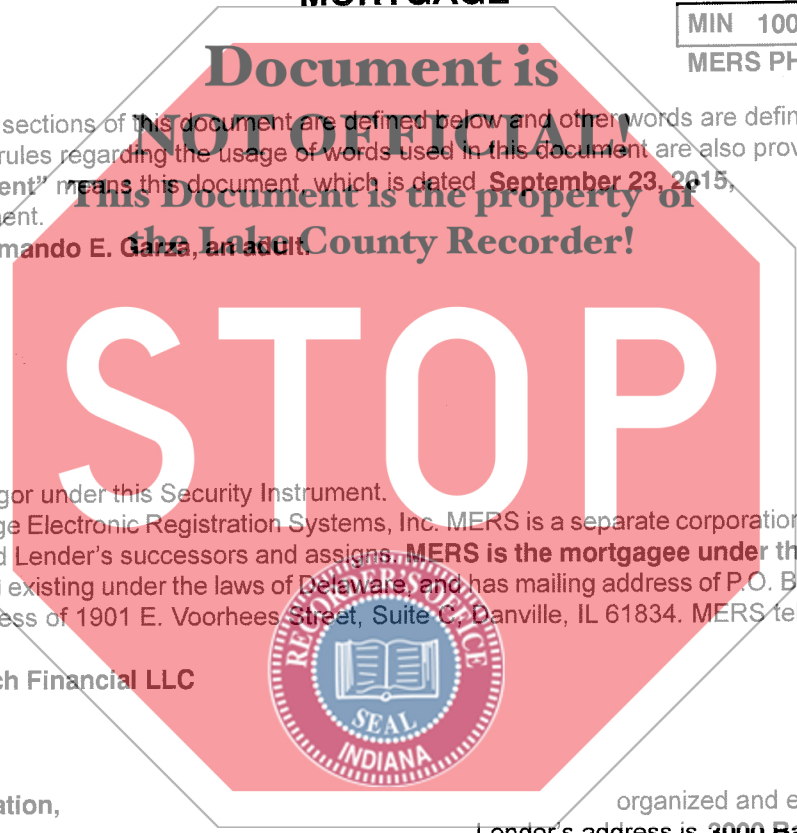 MORTGAGE
MIN 100
MERS PH
Document is
NOT OFFICIAL!
This Document is the property of
the Lake County Recorder!
sections of this document are defined below and other words are defin
rules regarding the usage of words used in this document are also prov
ent” means this document, which is dated September 23, 2015,
ent.
mando E. Garza, an adult.
STOP
gor under this Security Instrument.
ge Electronic Registration Systems, Inc. MERS is a separate corporation
d Lender's successors and assigns. MERS is the mortgagee under th
existing under the laws of Delaware, and has mailing address of P.O. B
ess of 1901 E. Voorhees Street, Suite C, Danville, IL 61834. MERS te
ch Financial LLC
RECORDER'S OFFICE
SEAL
INDIANA
ation,
organized and e
Lender's address is 3000 Ba